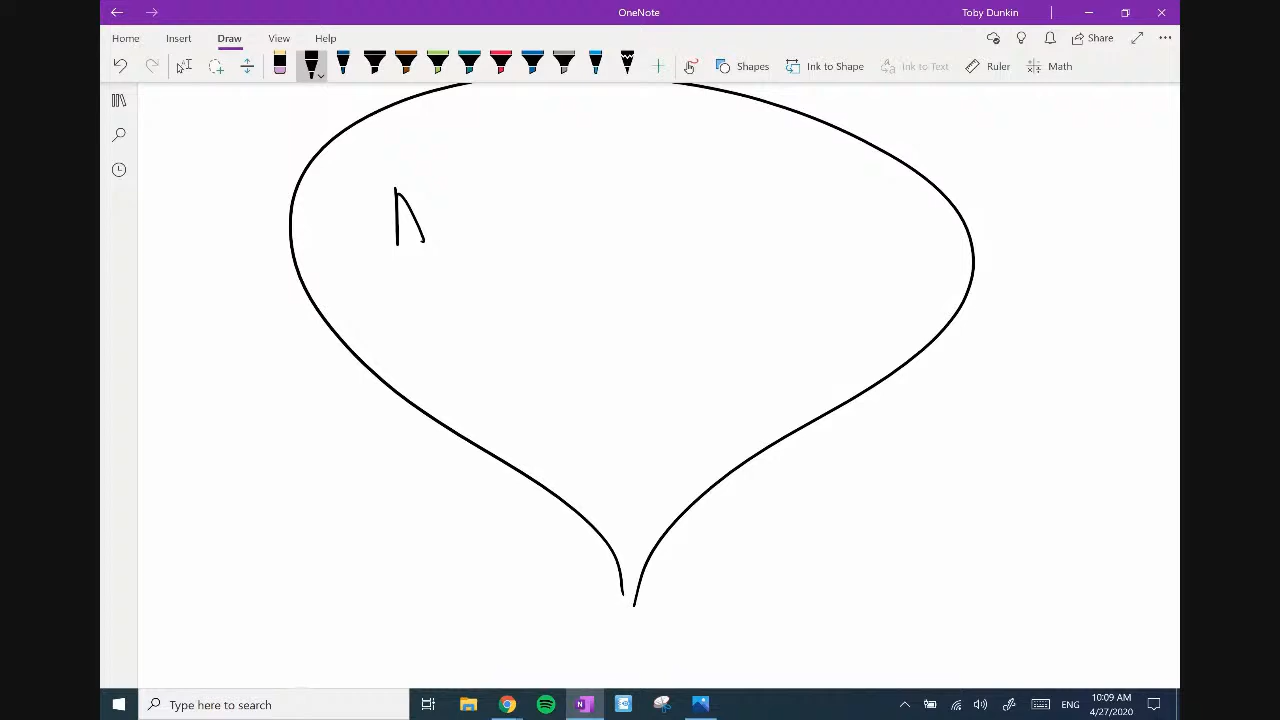 OneNote
Toby Dunkin
Home
Insert
Draw
View
Help
Share
Shapes
Ink to Shape
Ink to Text
Ruler
Math
Type here to search
ENG
10:09 AM
4/27/2020